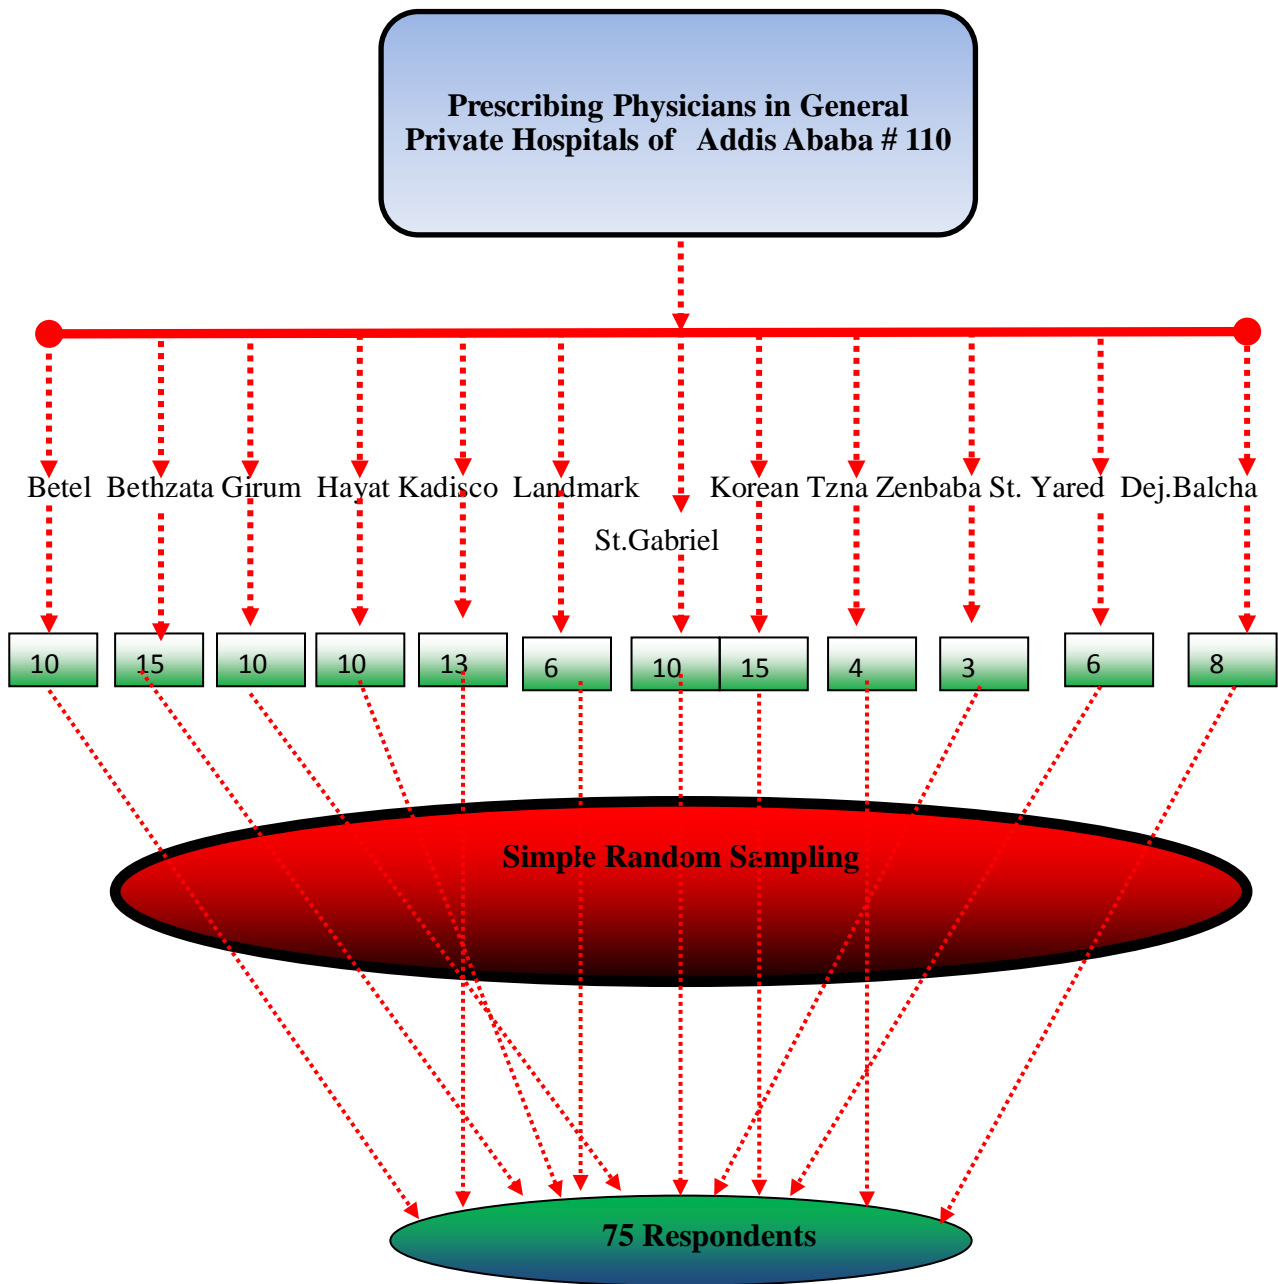 Prescribing Physicians in General
Private Hospitals of Addis Ababa # 110
Betel Bethzata Girum Hayat Kadisco Landmark Korean Tzna Zenbaba St. Yared Dej.Balcha
St.Gabriel
10 15 10 10 13 6 10 15 4 3 6 8
Simple Random Sampling
75 Respondents